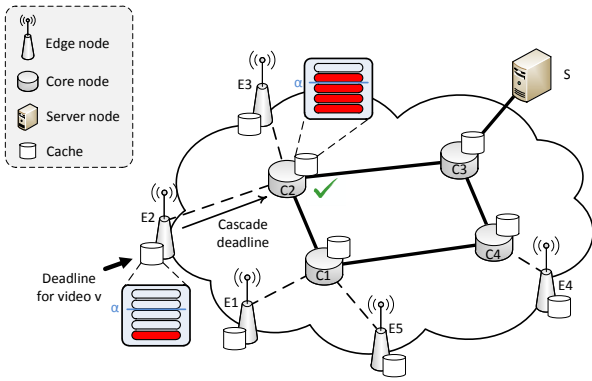 Edge node
Core node
Server node
Cache
E3
α
S
C2
C3
E2
Cascade
deadline
C4
C1
Deadline
for video v
E1
E4
α
E5